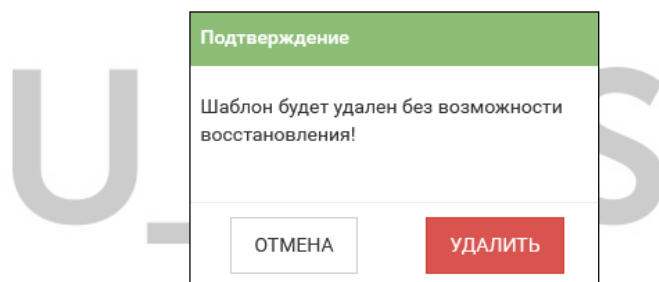 Подтверждение
Шаблон будет удален без возможности
восстановления!
ОТМЕНА
УДАЛИТЬ